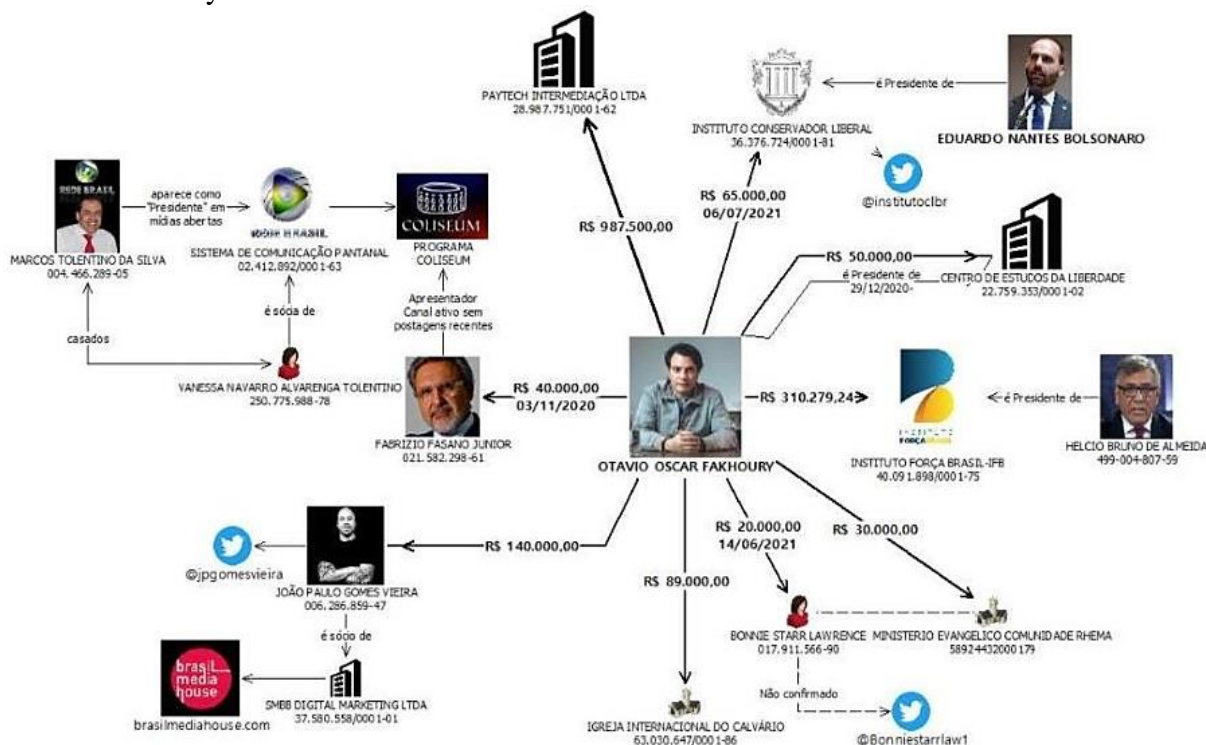 PAYTECH INTERMEDIAÇÃO LTDA
28.987.751/0001-62
INSTITUTO CONSERVADOR LIBERAL
36.376.724/0001-81
é Presidente de
EDUARDO NANTES BOLSONARO
@institutoclbr
REDE BRASIL
MARCOS TOLENTINO DA SILVA
004.466.289-05
aparece como
"Presidente" em
mídias abertas
REDE BRASIL
SISTEMA DE COMUNICAÇÃO PANTANAL
02.412.892/0001-63
COLISEUM
PROGRAMA
COLISEUM
R$ 987.500,00
R$ 65.000,00
06/07/2021
R$ 50.000,00
é Presidente de
29/12/2020-
CENTRO DE ESTUDOS DA LIBERDADE
22.759.353/0001-02
casados
é sócia de
VANESSA NAVARRO ALVARENGA TOLENTINO
250.775.988-78
Apresentador
Canal ativo sem
postagens recentes
FABRIZIO FASANO JUNIOR
021.582.298-61
R$ 40.000,00
03/11/2020
OTAVIO OSCAR FAKHOURY
R$ 310.279,24
INSTITUTO
FORÇA BRASIL
INSTITUTO FORÇA BRASIL-IFB
40.091.898/0001-75
é Presidente de
HELCIO BRUNO DE ALMEIDA
499-004-807-59
@jpgomesvieira
JOÃO PAULO GOMES VIEIRA
006.286.859-47
R$ 140.000,00
é sócio de
brasil
media
house
brasilmediahouse.com
SMBB DIGITAL MARKETING LTDA
37.580.558/0001-01
R$ 89.000,00
IGREJA INTERNACIONAL DO CALVÁRIO
63.030.647/0001-86
R$ 20.000,00
14/06/2021
R$ 30.000,00
BONNIE STARR LAWRENCE
017.911.566-90
MINISTERIO EVANGELICO COMUNIDADE RHEMA
58924432000179
Não confirmado
@Bonniestarrlaw1